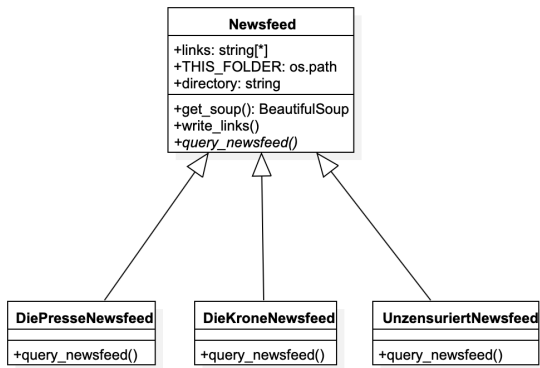 Newsfeed
+links: string[*]
+THIS_FOLDER: os.path
+directory: string
+get_soup(): BeautifulSoup
+write_links()
+query_newsfeed()
DiePresseNewsfeed
+query_newsfeed()
DieKroneNewsfeed
+query_newsfeed()
UnzensuriertNewsfeed
+query_newsfeed()